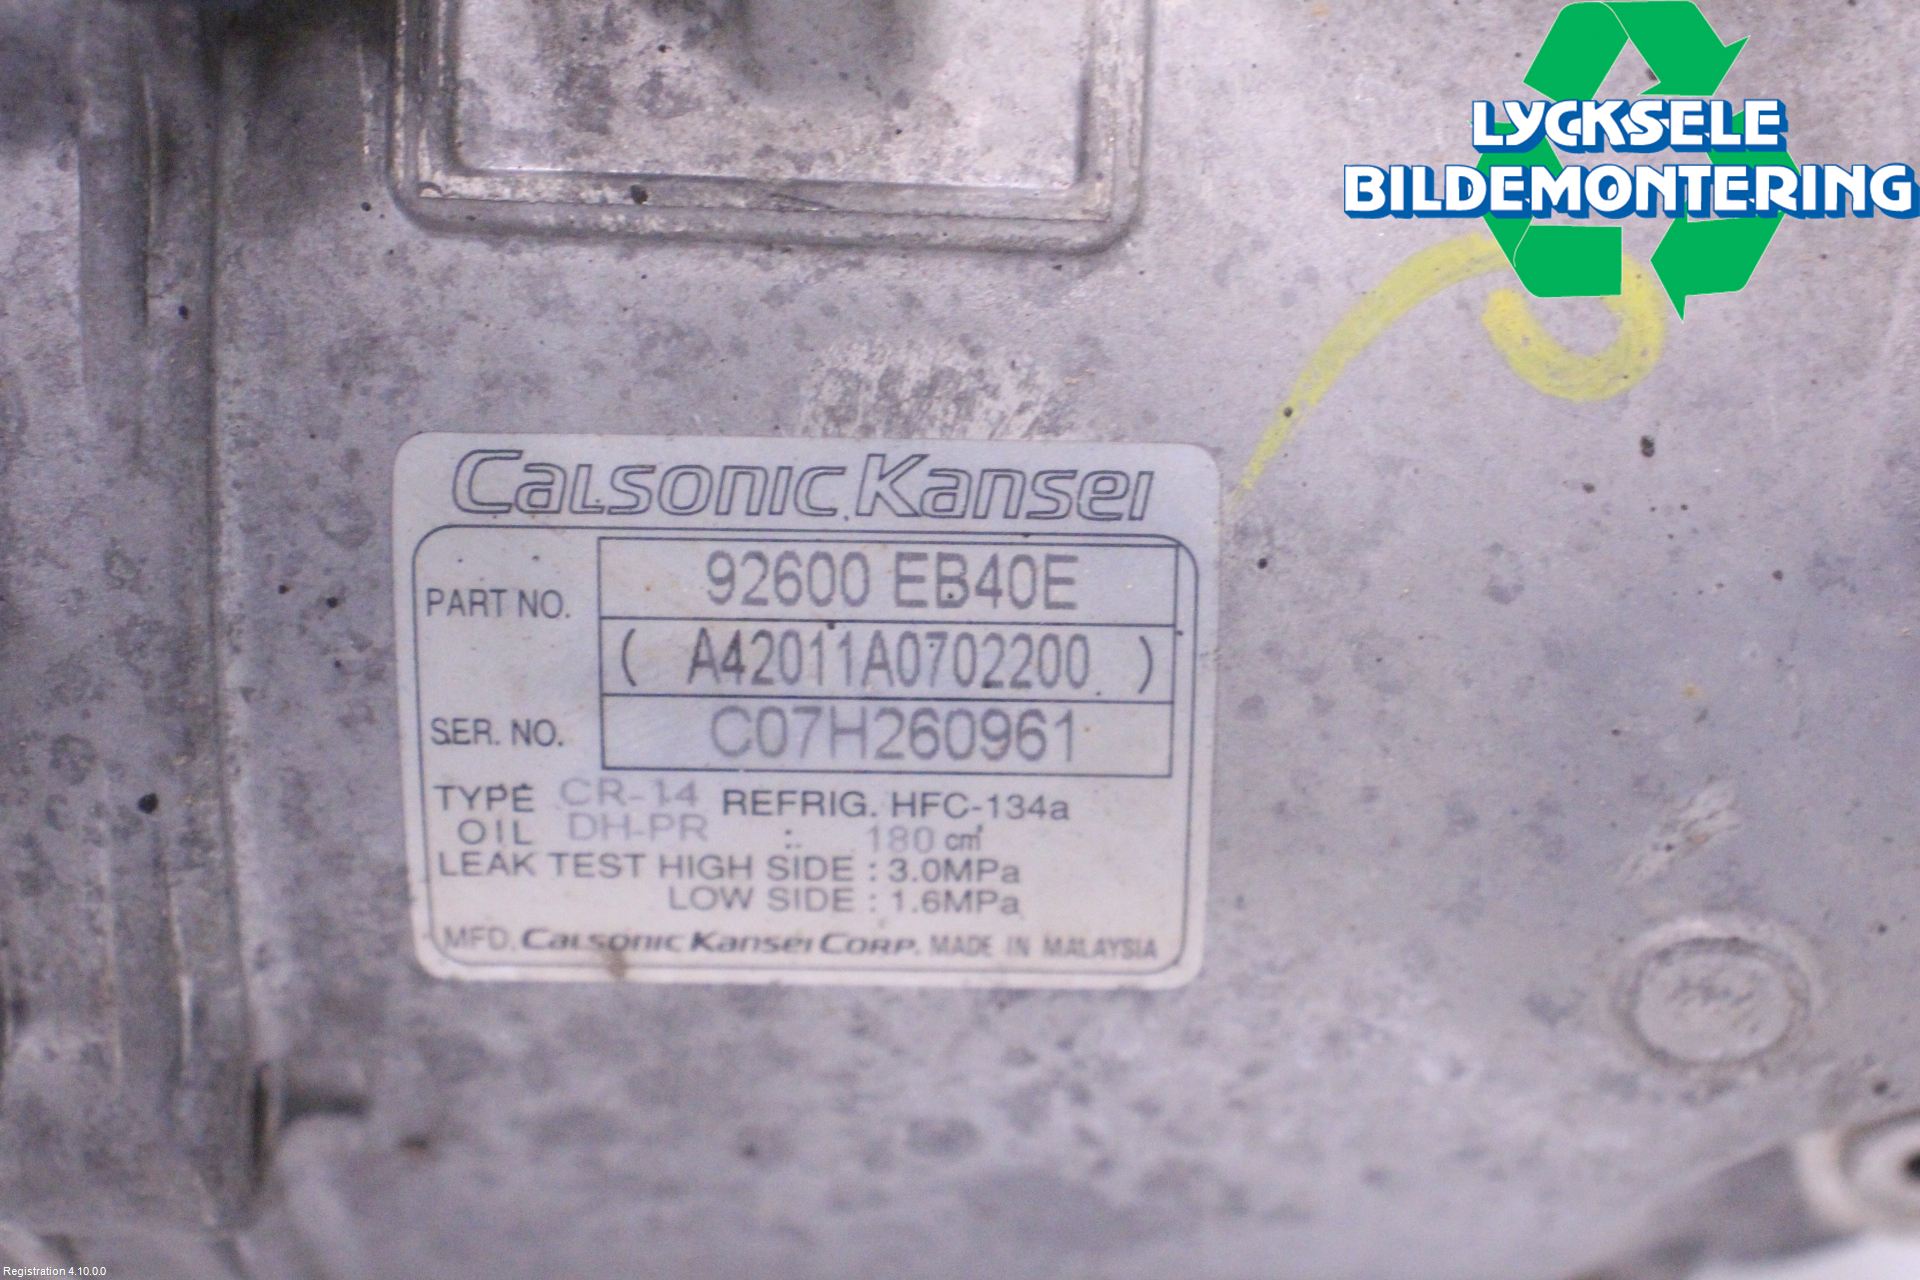 LYCKSELE
BILDEMONTERING
CALSONIC KANSEI
PART NO. 92600 EB40E
( A42011A0702200 )
SER. NO. C07H260961
TYPE CR-14 REFRIG. HFC-134a
OIL DH-PR : 180 cm³
LEAK TEST HIGH SIDE : 3.0MPa
LOW SIDE : 1.6MPa
MFD. CALSONIC KANSEI CORP. MADE IN MALAYSIA
Registration 4.10.0.0